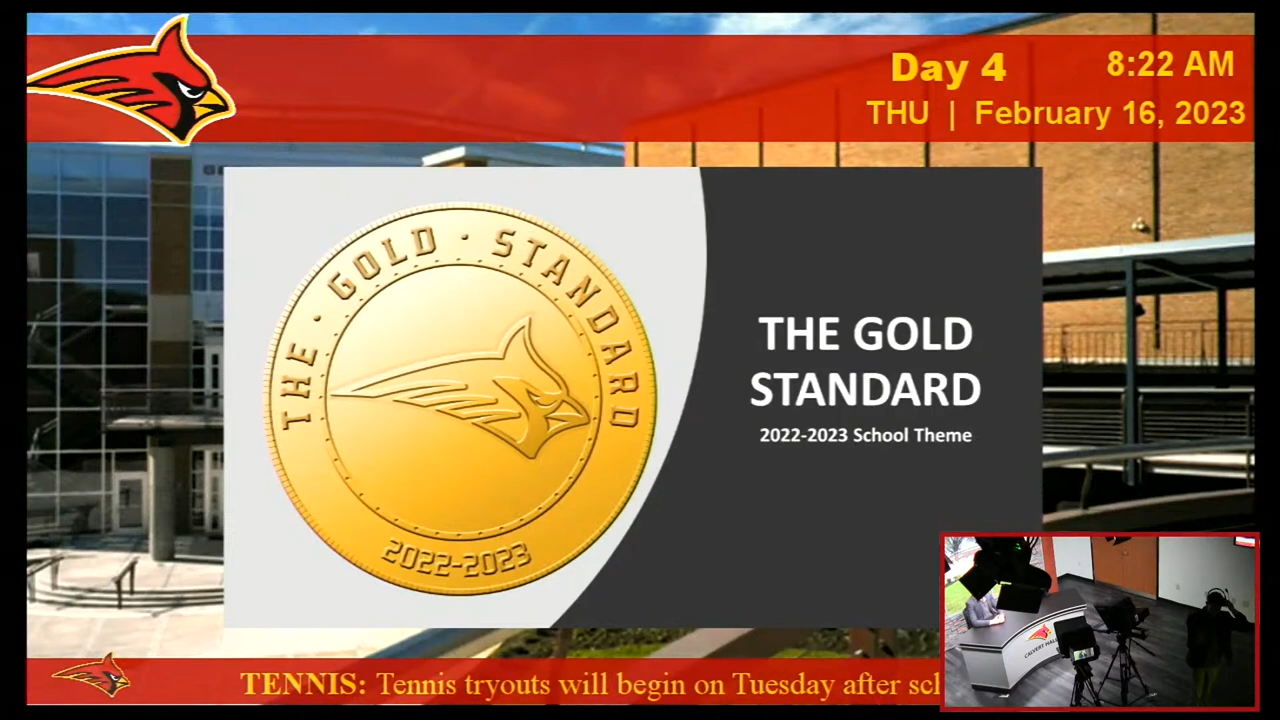 Day 4
8:22 AM
THU | February 16, 2023
THE · GOLD · STANDARD
2022-2023
THE GOLD
STANDARD
2022-2023 School Theme
TENNIS: Tennis tryouts will begin on Tuesday after
CALVERT